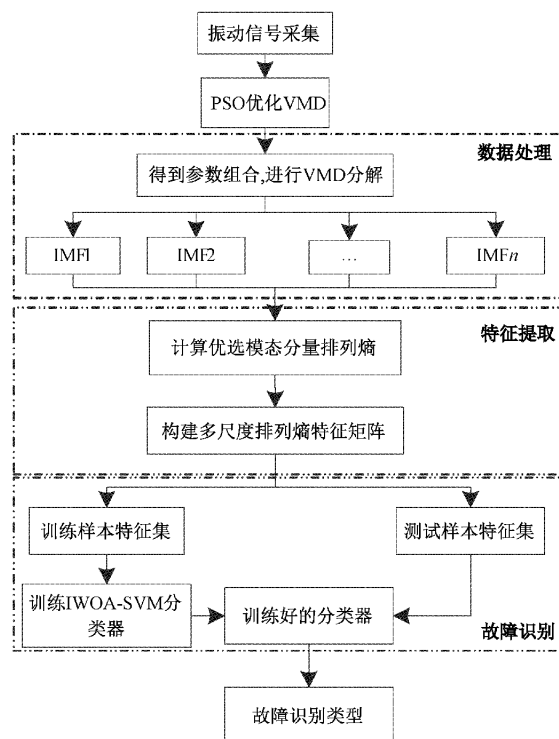 振动信号采集
PSO优化VMD
数据处理
得到参数组合,进行VMD分解
IMF1
IMF2
…
IMFn
特征提取
计算优选模态分量排列熵
构建多尺度排列熵特征矩阵
训练样本特征集
测试样本特征集
训练IWOA-SVM分
类器
训练好的分类器
故障识别
故障识别类型